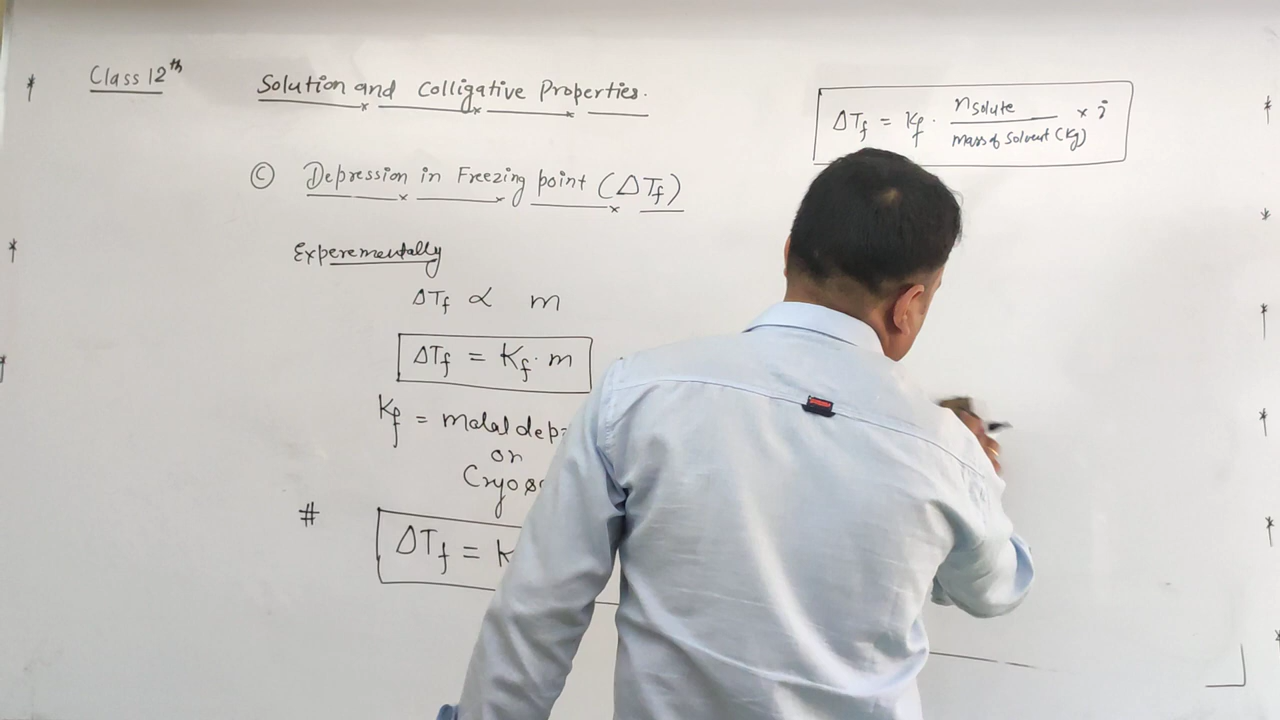 Class 12th
Solution and Colligative Properties.
© Depression in Freezing point (ΔTf)
Experementally
ΔTf ∝ m
ΔTf = Kf · m
Kf = molal dep
or
Cryos
# ΔTf = K
ΔTf = Kf · nsolute / mass of solvent (Kg) × i